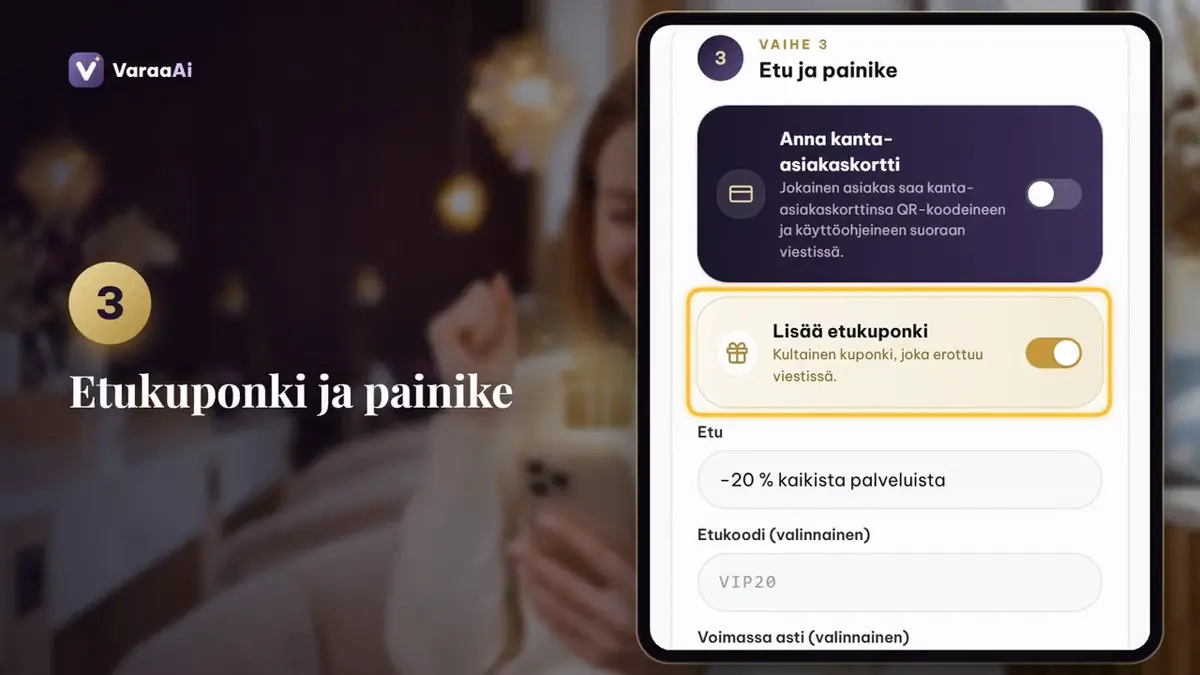 VaraaAi
3
Etukuponki ja painike
3
VAIHE 3
Etu ja painike
Anna kanta-
asiakaskortti
Jokainen asiakas saa kanta-
asiakaskorttinsa QR-koodeineen
ja käyttöohjeineen suoraan
viestissä.
Lisää etukuponki
Kultainen kuponki, joka erottuu
viestissä.
Etu
-20 % kaikista palveluista
Etukoodi (valinnainen)
VIP20
Voimassa asti (valinnainen)